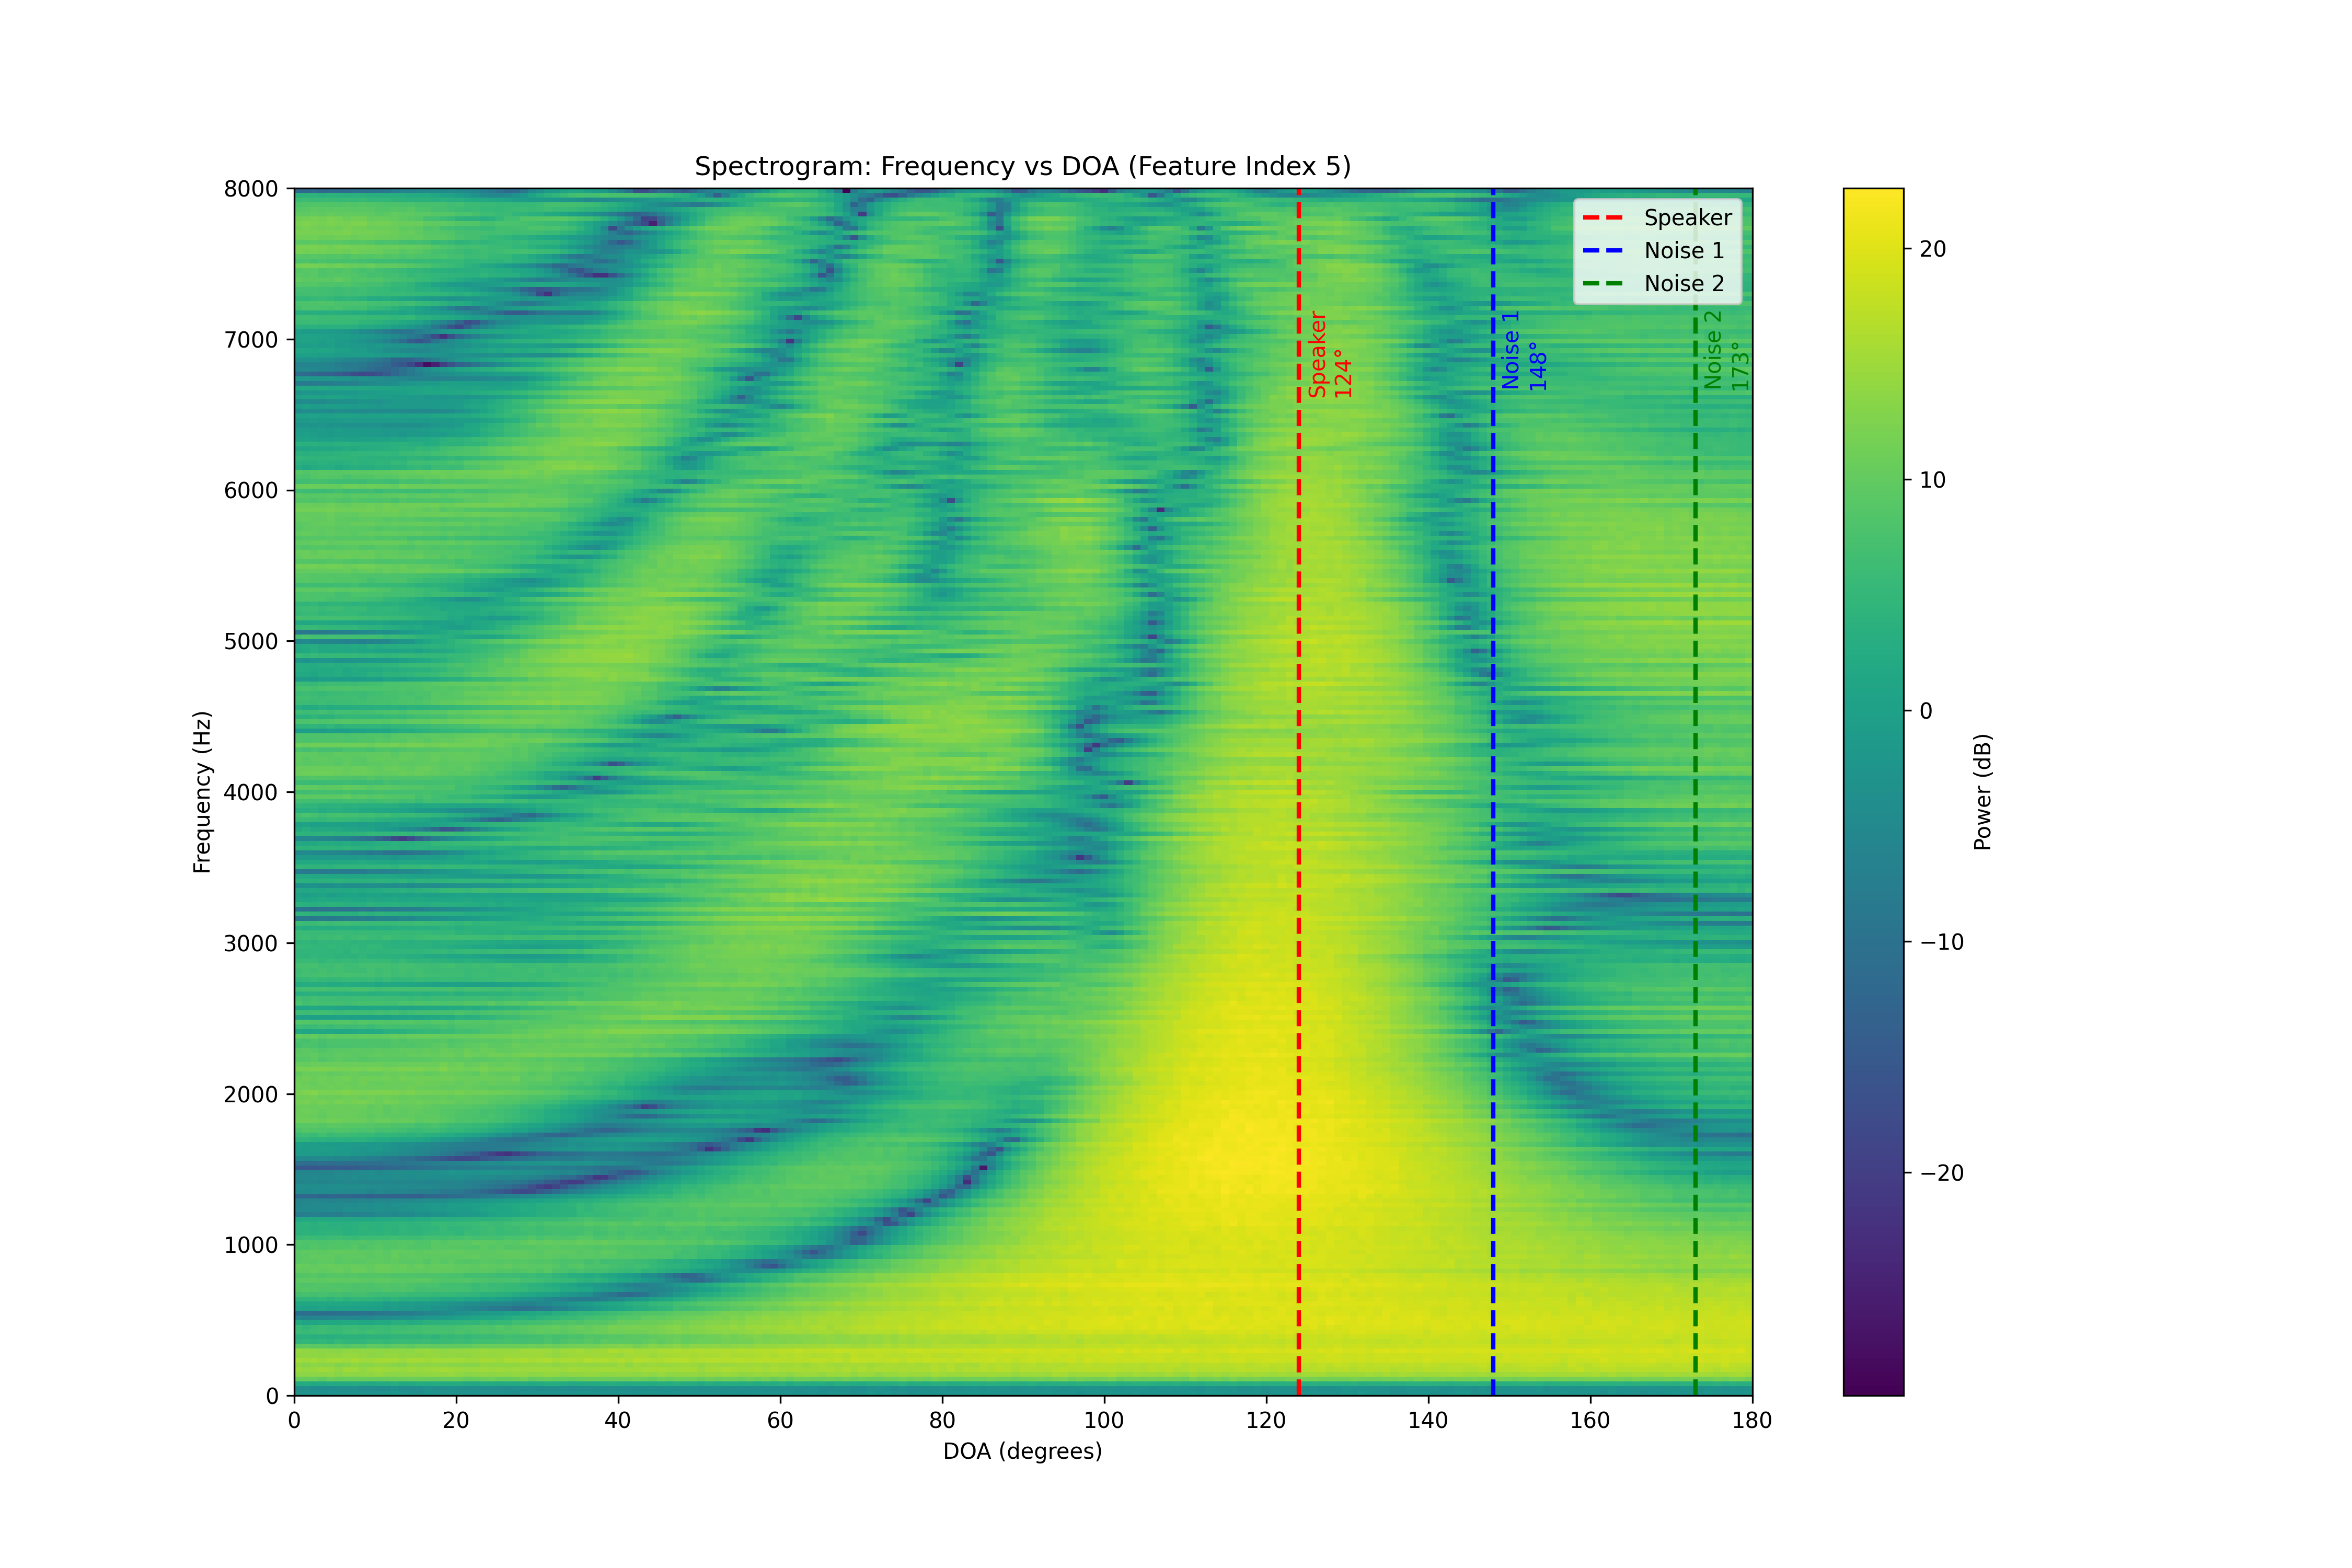 Spectrogram: Frequency vs DOA (Feature Index 5)
8000
7000
6000
5000
4000
3000
2000
1000
0
Frequency (Hz)
0
20
40
60
80
100
120
140
160
180
DOA (degrees)
Speaker
Noise 1
Noise 2
Speaker
124°
Noise 1
148°
Noise 2
173°
20
10
0
−10
−20
Power (dB)